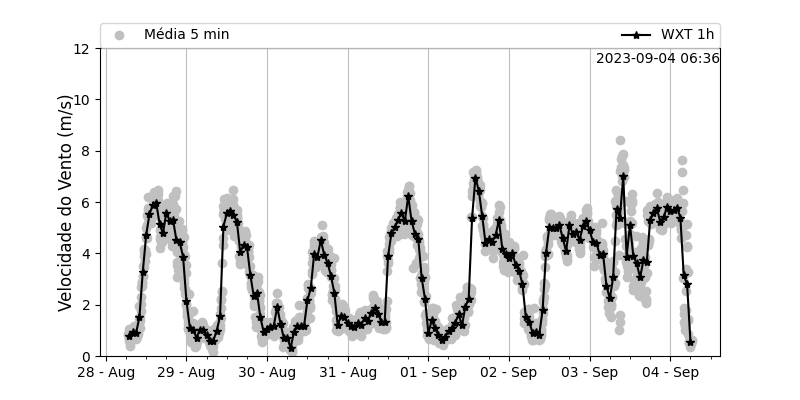 Média 5 min WXT 1h
2023-09-04 06:36
Velocidade do Vento (m/s)
12
10
8
6
4
2
0
28 - Aug 29 - Aug 30 - Aug 31 - Aug 01 - Sep 02 - Sep 03 - Sep 04 - Sep